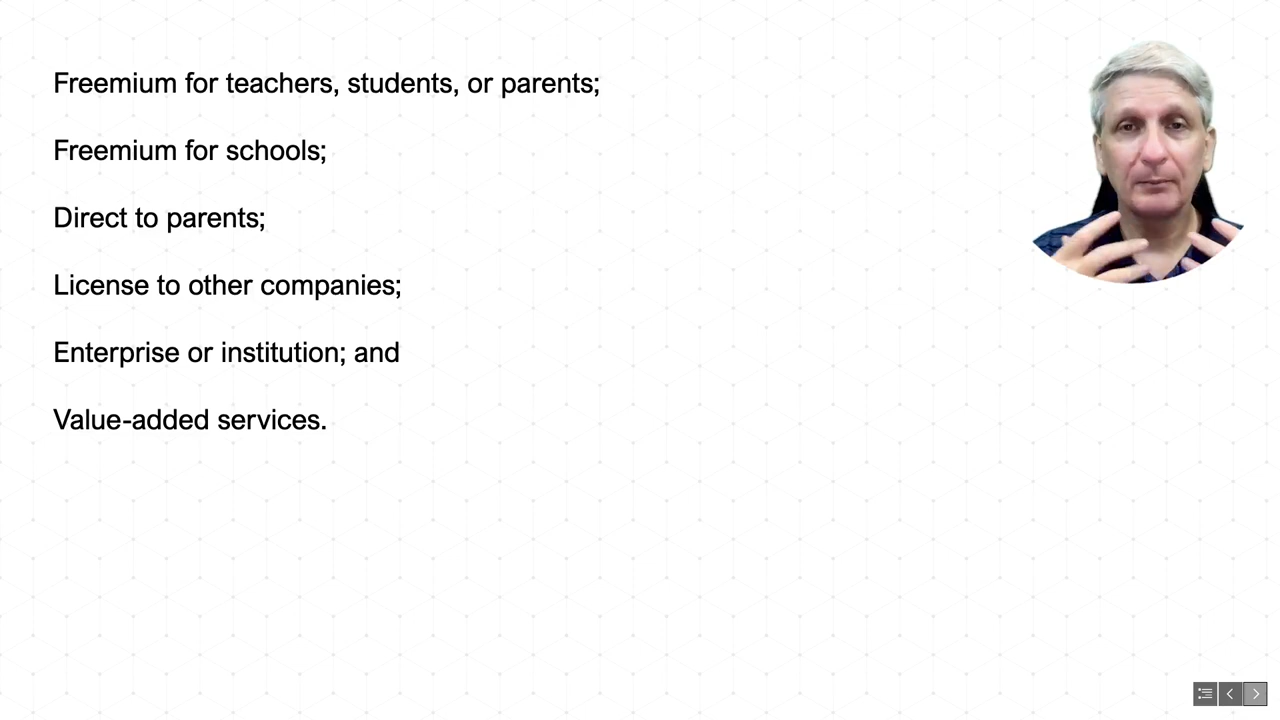 Freemium for teachers, students, or parents;
Freemium for schools;
Direct to parents;
License to other companies;
Enterprise or institution; and
Value-added services.